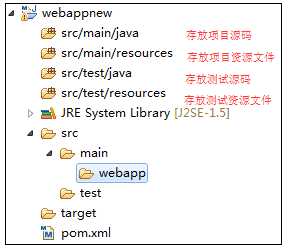 webappnew
src/main/java 存放项目源码
src/main/resources 存放项目资源文件
src/test/java 存放测试源码
src/test/resources 存放测试资源文件
JRE System Library [J2SE-1.5]
src
main
webapp
test
target
pom.xml